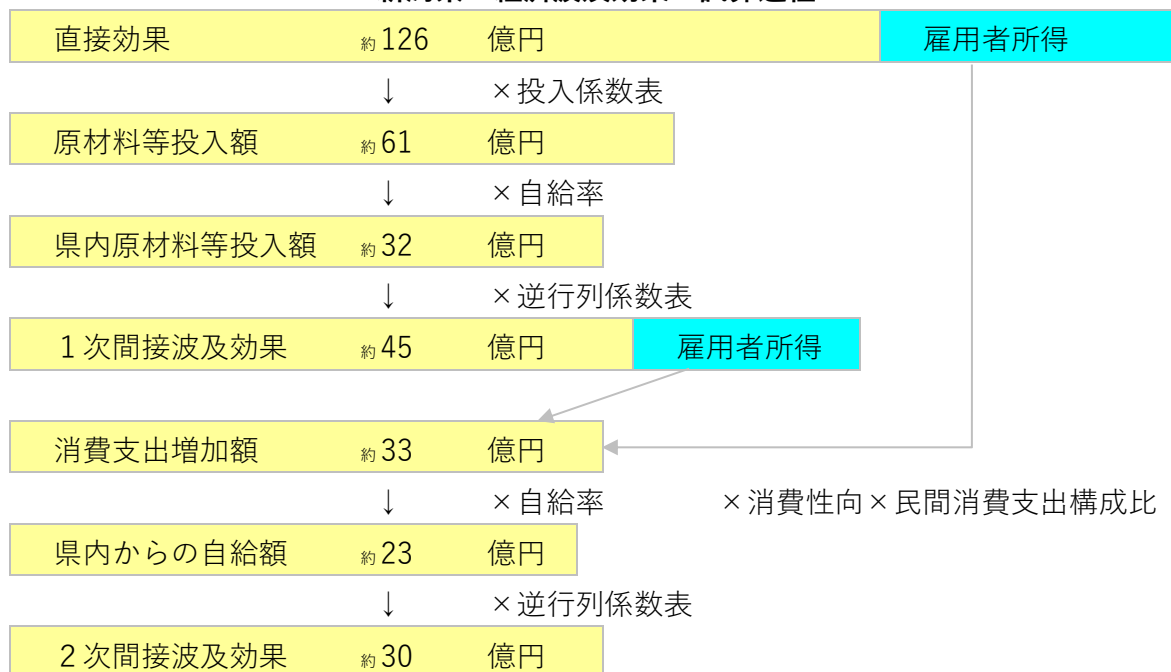 直接効果 約126 億円 雇用者所得
↓ ×投入係数表
原材料等投入額 約61 億円
↓ ×自給率
県内原材料等投入額 約32 億円
↓ ×逆行列係数表
１次間接波及効果 約45 億円 雇用者所得
消費支出増加額 約33 億円
↓ ×自給率 ×消費性向×民間消費支出構成比
県内からの自給額 約23 億円
↓ ×逆行列係数表
２次間接波及効果 約30 億円